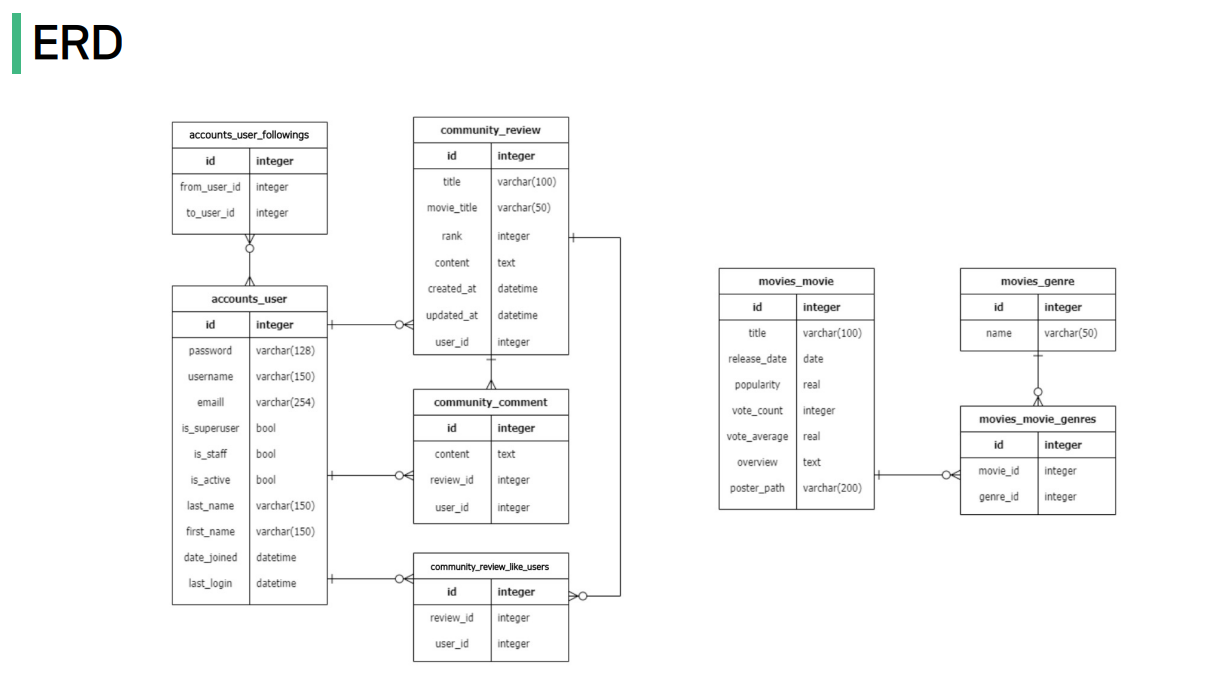 ERD
accounts_user_followings
id integer
from_user_id integer
to_user_id integer
accounts_user
id integer
password varchar(128)
username varchar(150)
emaill varchar(254)
is_superuser bool
is_staff bool
is_active bool
last_name varchar(150)
first_name varchar(150)
date_joined datetime
last_login datetime
community_review
id integer
title varchar(100)
movie_title varchar(50)
rank integer
content text
created_at datetime
updated_at datetime
user_id integer
community_comment
id integer
content text
review_id integer
user_id integer
community_review_like_users
id integer
review_id integer
user_id integer
movies_movie
id integer
title varchar(100)
release_date date
popularity real
vote_count integer
vote_average real
overview text
poster_path varchar(200)
movies_genre
id integer
name varchar(50)
movies_movie_genres
id integer
movie_id integer
genre_id integer